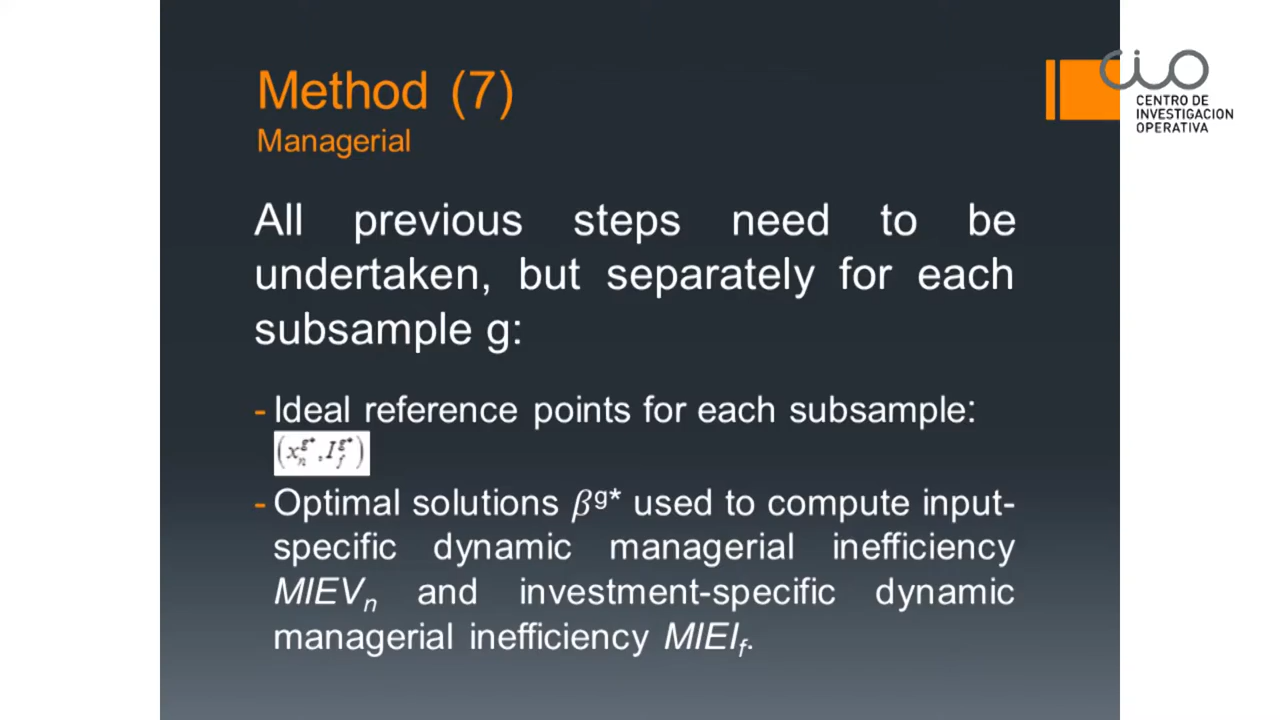 Method (7)
Managerial
CIO
CENTRO DE
INVESTIGACION
OPERATIVA
All previous steps need to be
undertaken, but separately for each
subsample g:
- Ideal reference points for each subsample:
(x_n^{g*}, I_f^{g*})
- Optimal solutions β^{g*} used to compute input-
specific dynamic managerial inefficiency
MIEV_n and investment-specific dynamic
managerial inefficiency MIEI_f.